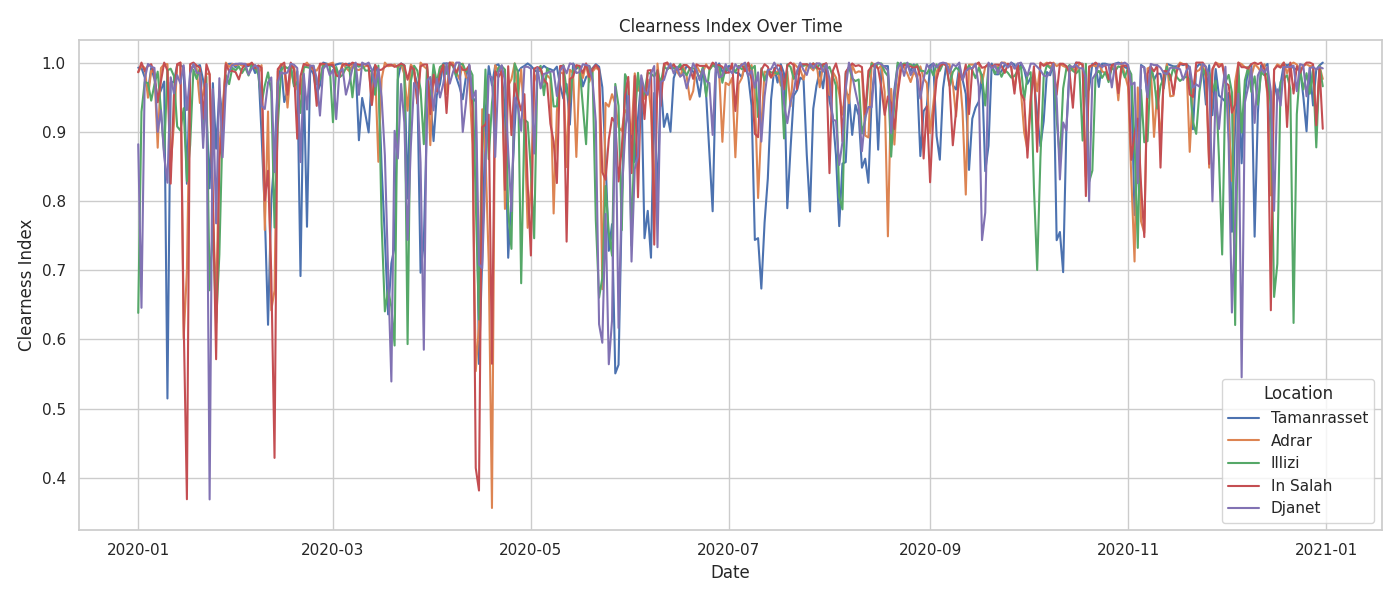 Clearness Index Over Time
Clearness Index
1.0
0.9
0.8
0.7
0.6
0.5
0.4
Location
Tamanrasset
Adrar
Illizi
In Salah
Djanet
2020-01 2020-03 2020-05 2020-07 2020-09 2020-11 2021-01
Date